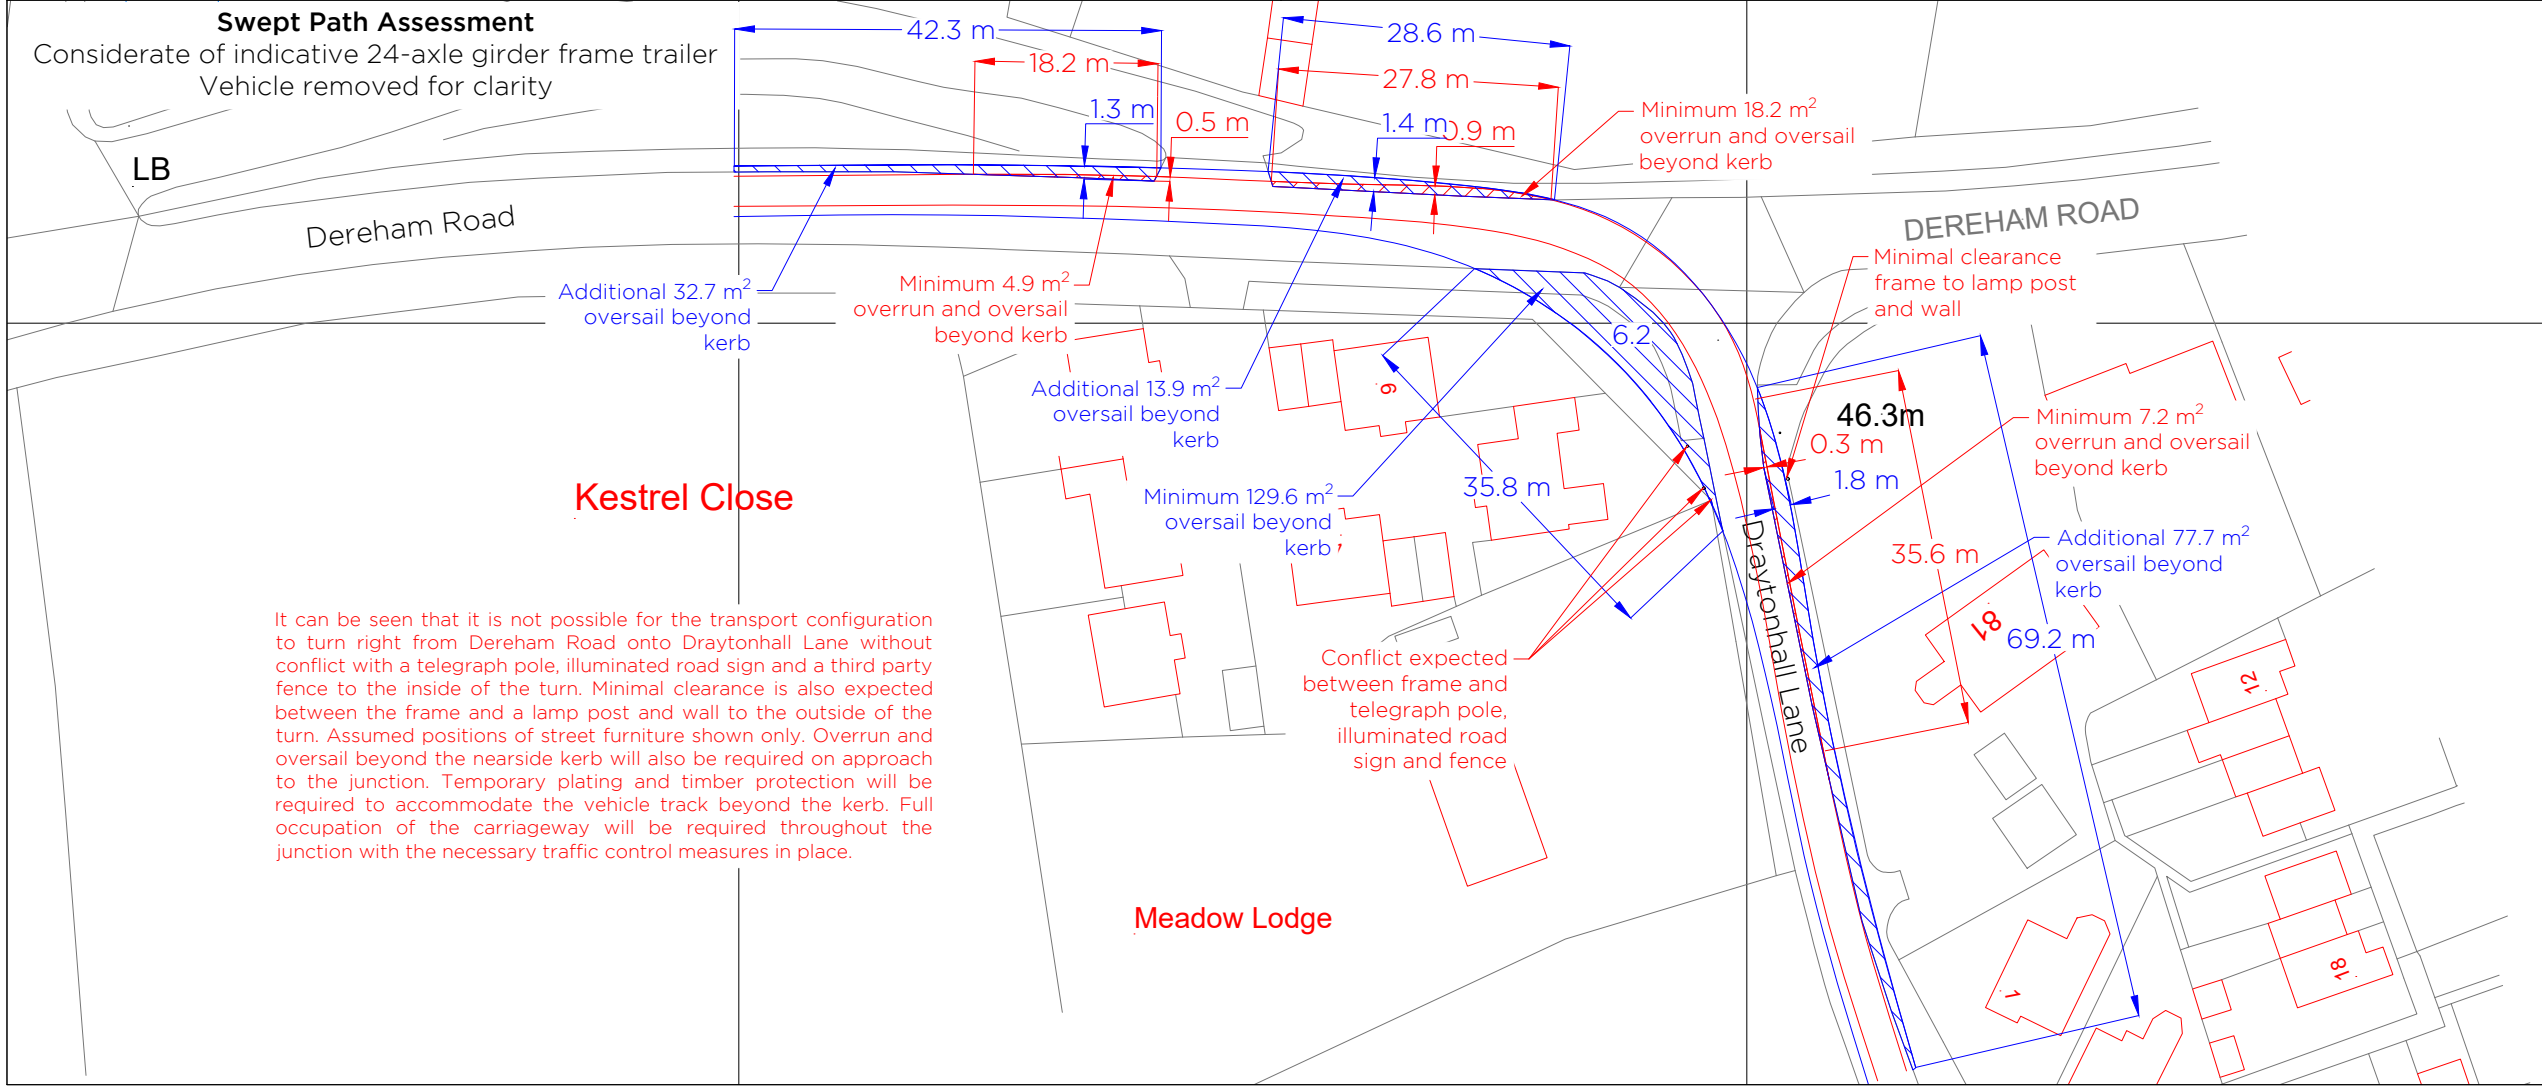 Swept Path Assessment
Considerate of indicative 24-axle girder frame trailer
Vehicle removed for clarity
42.3 m
18.2 m
1.3 m
0.5 m
28.6 m
27.8 m
1.4 m
0.9 m
Minimum 18.2 m²
overrun and oversail
beyond kerb
LB
Dereham Road
DEREHAM ROAD
Minimal clearance
frame to lamp post
and wall
Additional 32.7 m²
oversail beyond
kerb
Minimum 4.9 m²
overrun and oversail
beyond kerb
6.2
Additional 13.9 m²
oversail beyond
kerb
9
46.3m
0.3 m
1.8 m
Minimum 7.2 m²
overrun and oversail
beyond kerb
Kestrel Close
Minimum 129.6 m²
oversail beyond
kerb
35.8 m
Draytonhall Lane
35.6 m
Additional 77.7 m²
oversail beyond
kerb
81
69.2 m
12
It can be seen that it is not possible for the transport configuration
to turn right from Dereham Road onto Draytonhall Lane without
conflict with a telegraph pole, illuminated road sign and a third party
fence to the inside of the turn. Minimal clearance is also expected
between the frame and a lamp post and wall to the outside of the
turn. Assumed positions of street furniture shown only. Overrun and
oversail beyond the nearside kerb will also be required on approach
to the junction. Temporary plating and timber protection will be
required to accommodate the vehicle track beyond the kerb. Full
occupation of the carriageway will be required throughout the
junction with the necessary traffic control measures in place.
Conflict expected
between frame and
telegraph pole,
illuminated road
sign and fence
Meadow Lodge
1
18